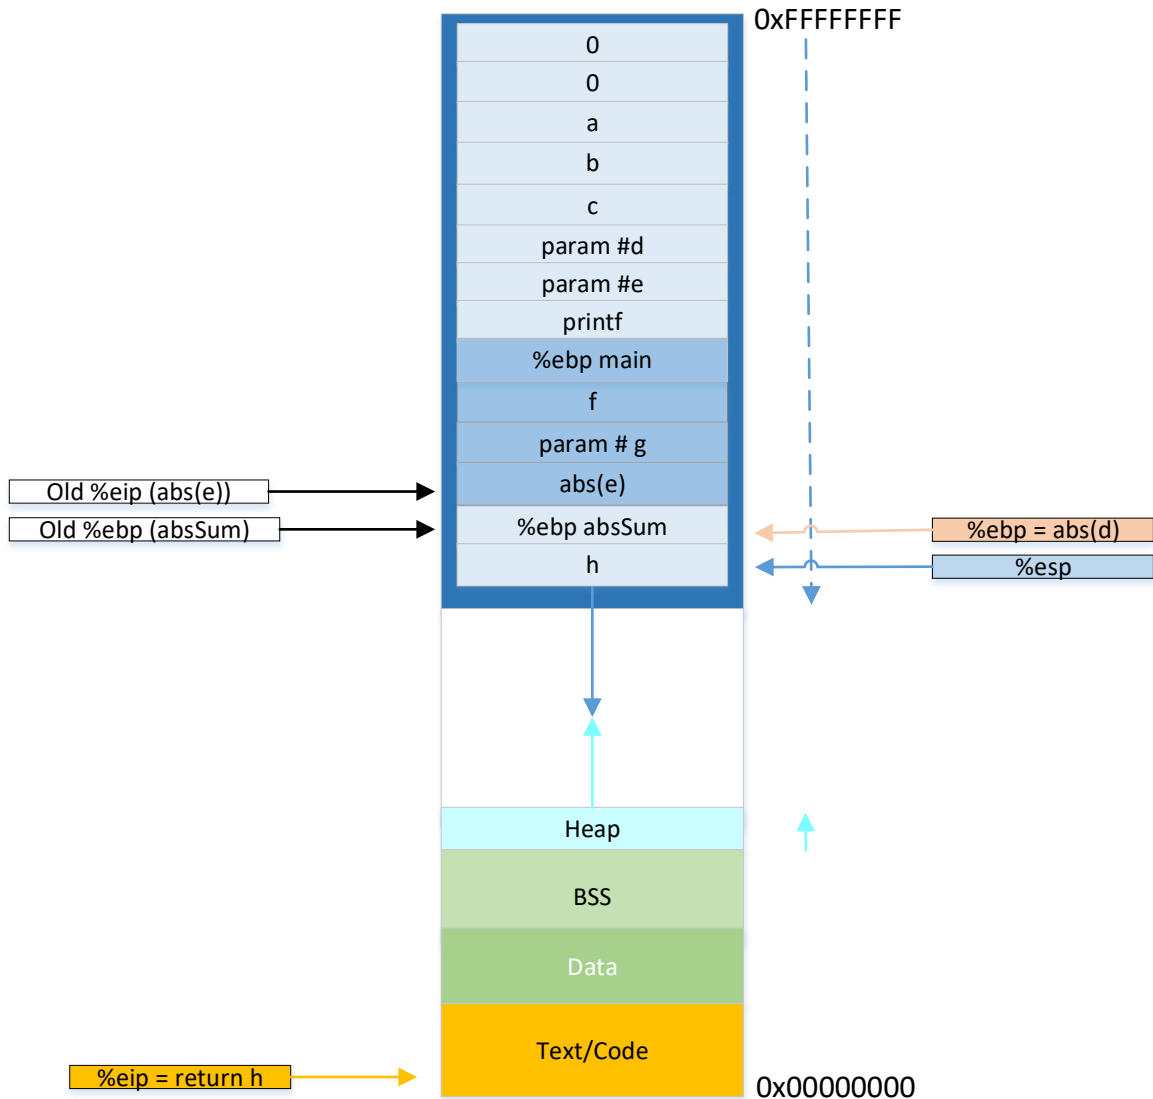 0xFFFFFFFF
0
0
a
b
c
param #d
param #e
printf
%ebp main
f
param # g
abs(e)
Old %eip (abs(e))
%ebp absSum
Old %ebp (absSum)
%ebp = abs(d)
h
%esp
Heap
BSS
Data
Text/Code
%eip = return h
0x00000000